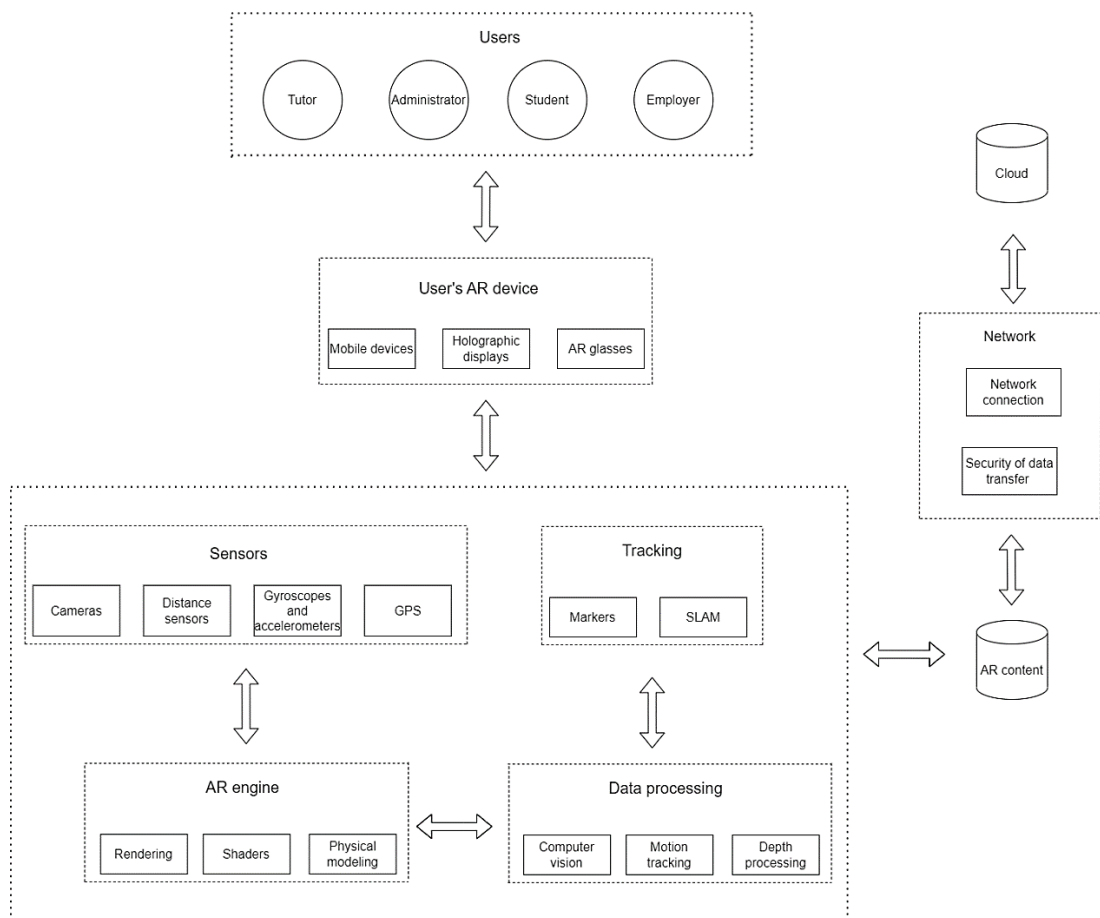 Users
Tutor
Administrator
Student
Employer
Cloud
User's AR device
Mobile devices
Holographic
displays
AR glasses
Network
Network
connection
Security of data
transfer
Sensors
Cameras
Distance
sensors
Gyroscopes
and
accelerometers
GPS
Tracking
Markers
SLAM
AR content
AR engine
Rendering
Shaders
Physical
modeling
Data processing
Computer
vision
Motion
tracking
Depth
processing